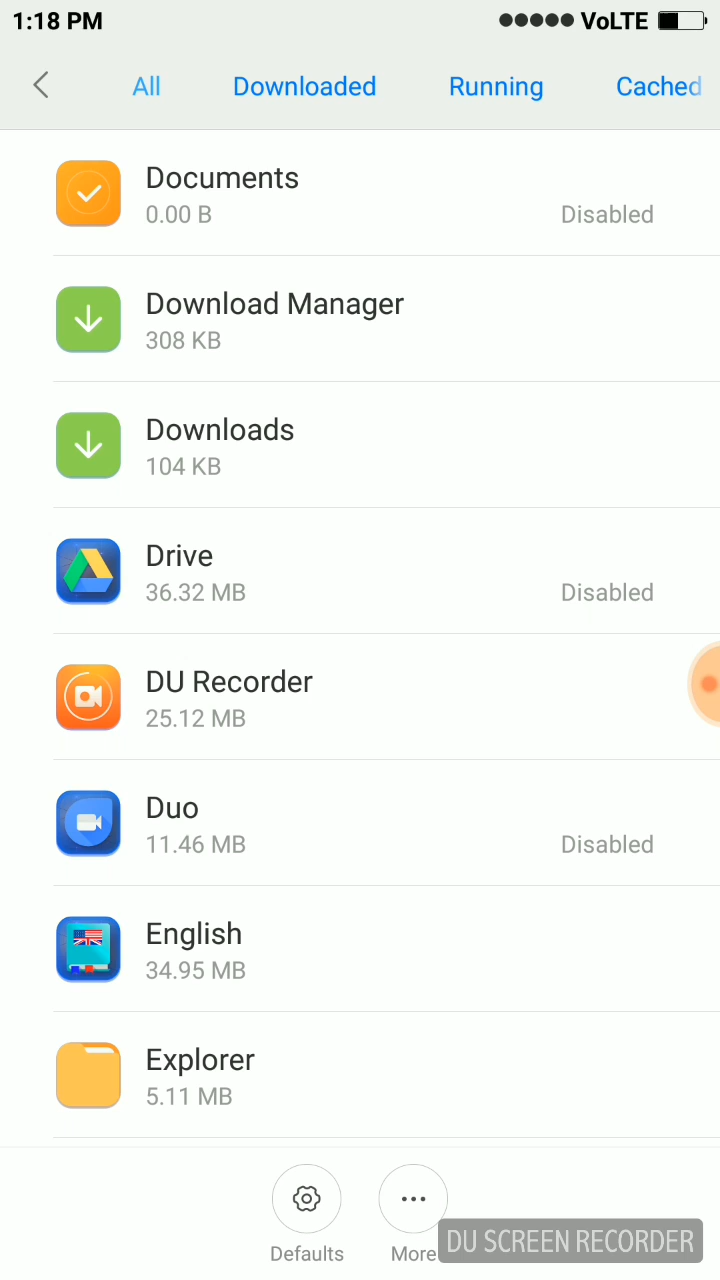 1:18 PM VoLTE
All Downloaded Running Cached
Documents
0.00 B Disabled
Download Manager
308 KB
Downloads
104 KB
Drive
36.32 MB Disabled
DU Recorder
25.12 MB
Duo
11.46 MB Disabled
English
34.95 MB
Explorer
5.11 MB
Defaults More
DU SCREEN RECORDER